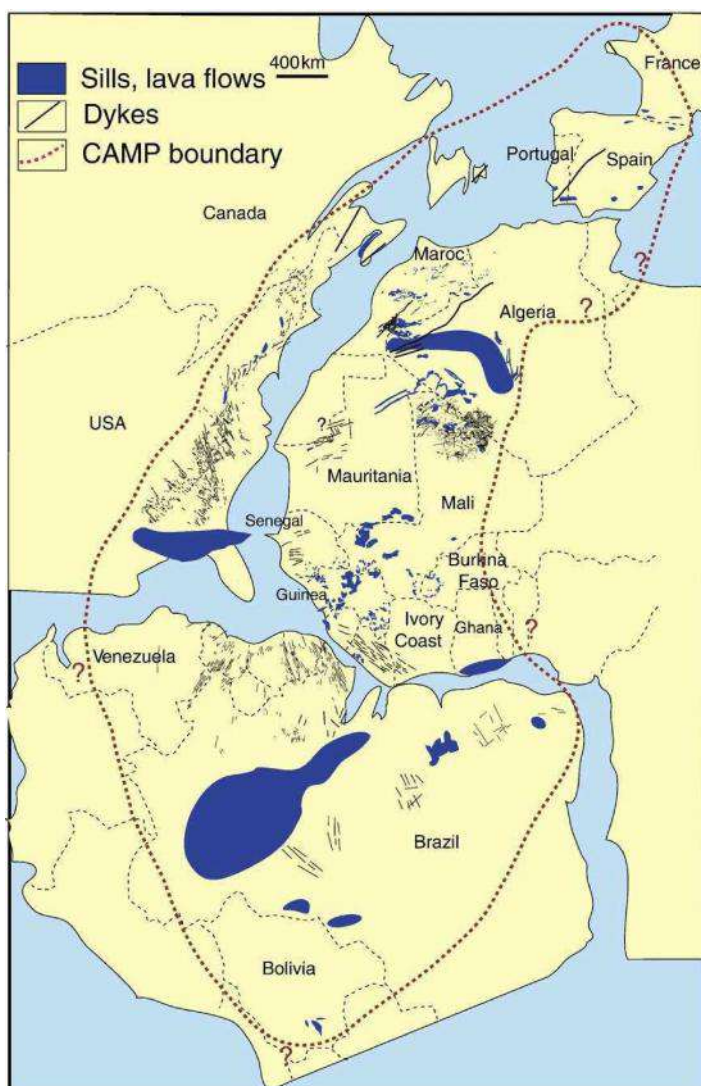 Sills, lava flows
Dykes
CAMP boundary
400km
France
Portugal
Spain
Canada
Maroc
?
?
Algeria
USA
?
Mauritania
Mali
Senegal
Burkina
Faso
Guinea
Ivory
Coast
Ghana
?
Venezuela
?
Brazil
Bolivia
?